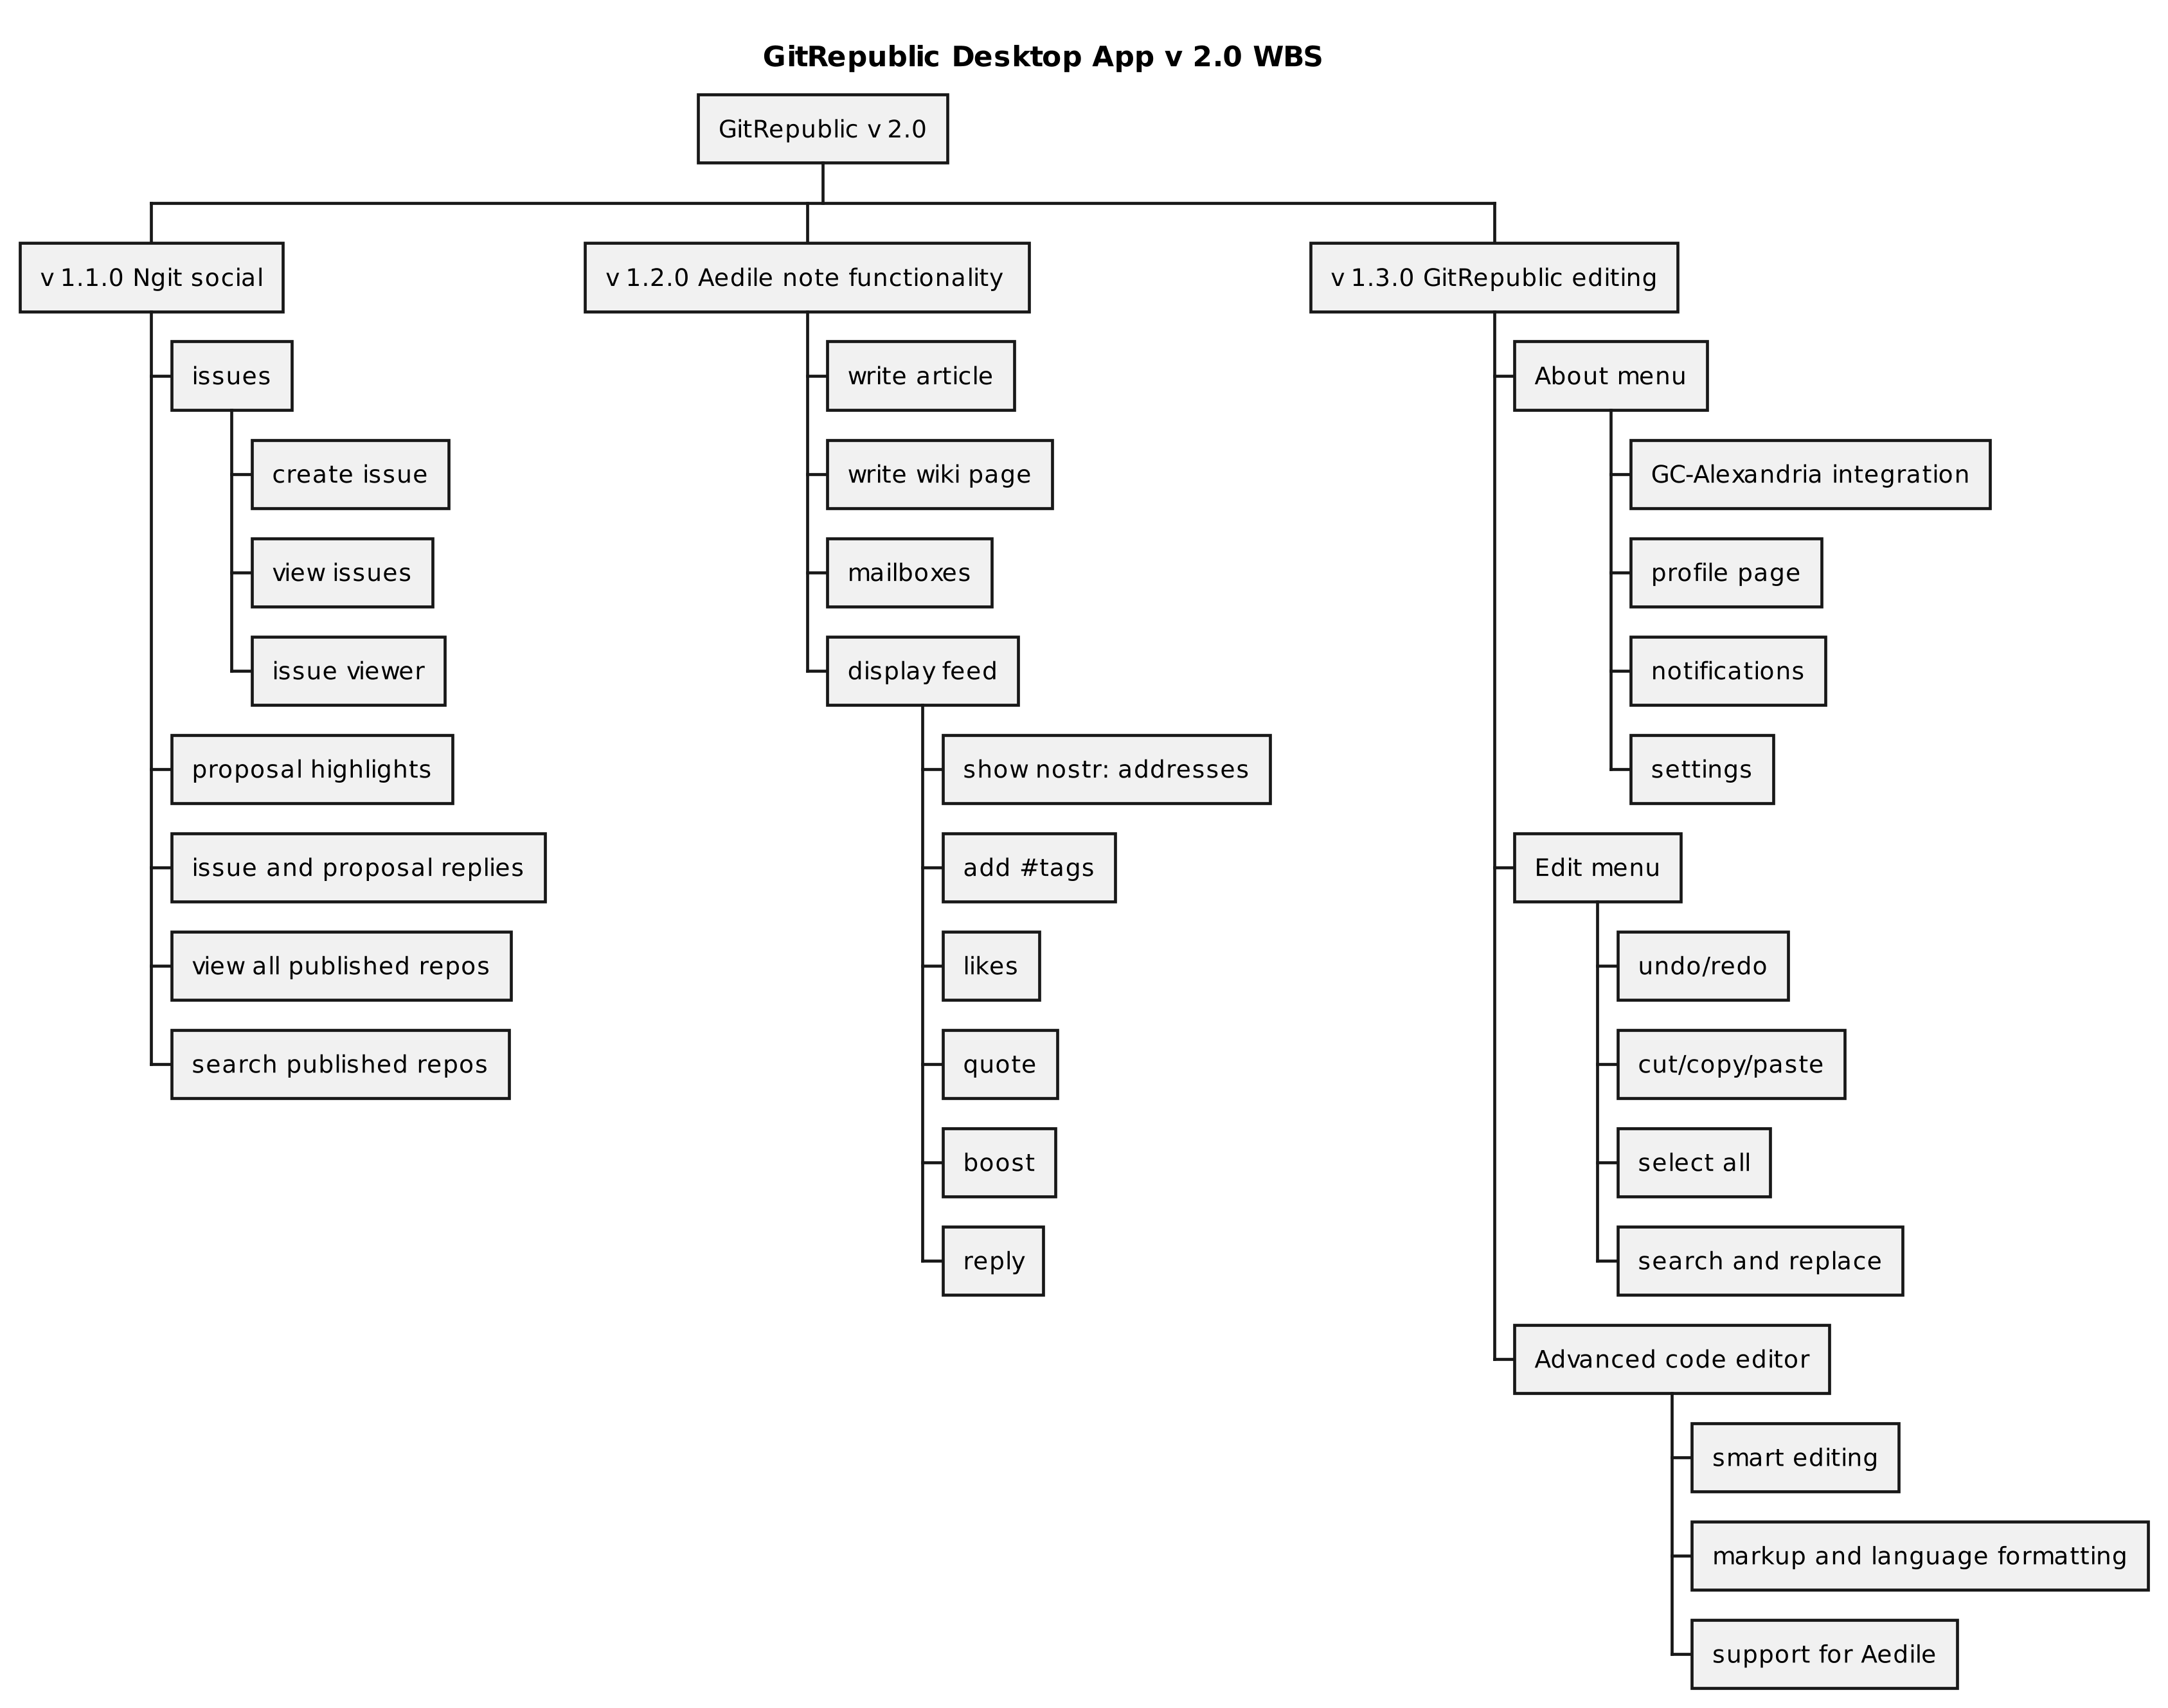 GitRepublic Desktop App v 2.0 WBS
GitRepublic v 2.0
v 1.1.0 Ngit social
issues
create issue
view issues
issue viewer
proposal highlights
issue and proposal replies
view all published repos
search published repos
v 1.2.0 Aedile note functionality
write article
write wiki page
mailboxes
display feed
show nostr: addresses
add #tags
likes
quote
boost
reply
v 1.3.0 GitRepublic editing
About menu
GC-Alexandria integration
profile page
notifications
settings
Edit menu
undo/redo
cut/copy/paste
select all
search and replace
Advanced code editor
smart editing
markup and language formatting
support for Aedile